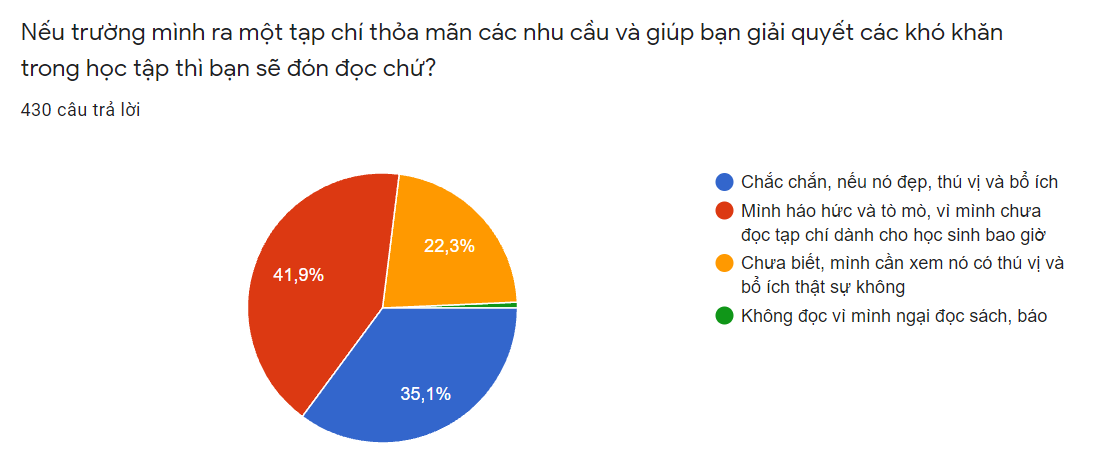 Nếu trường mình ra một tạp chí thỏa mãn các nhu cầu và giúp bạn giải quyết các khó khăn
trong học tập thì bạn sẽ đón đọc chứ?
430 câu trả lời
22,3%
41,9%
35,1%
Chắc chắn, nếu nó đẹp, thú vị và bổ ích
Mình háo hức và tò mò, vì mình chưa
đọc tạp chí dành cho học sinh bao giờ
Chưa biết, mình cần xem nó có thú vị và
bổ ích thật sự không
Không đọc vì mình ngại đọc sách, báo